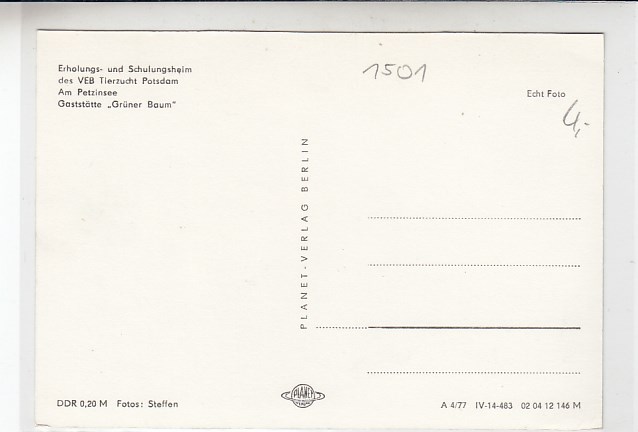 Erholungs- und Schulungsheim
des VEB Tierzucht Potsdam
Am Petzinsee
Gaststätte „Grüner Baum"
1501
Echt Foto
4,-
PLANET-VERLAG BERLIN
PLANET
DDR 0,20 M Fotos: Steffen
A 4/77 IV-14-483 02 04 12 146 M